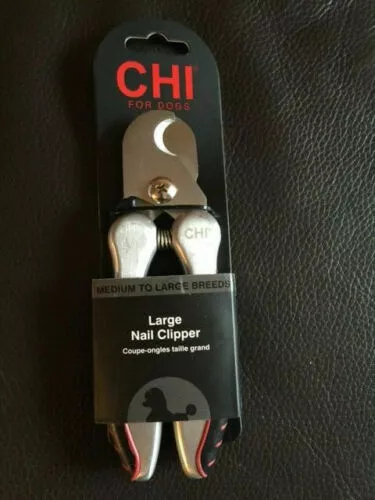 CHI
FOR DOGS
CHI
MEDIUM TO LARGE BREEDS
Large
Nail Clipper
Coupe-ongles taille grand